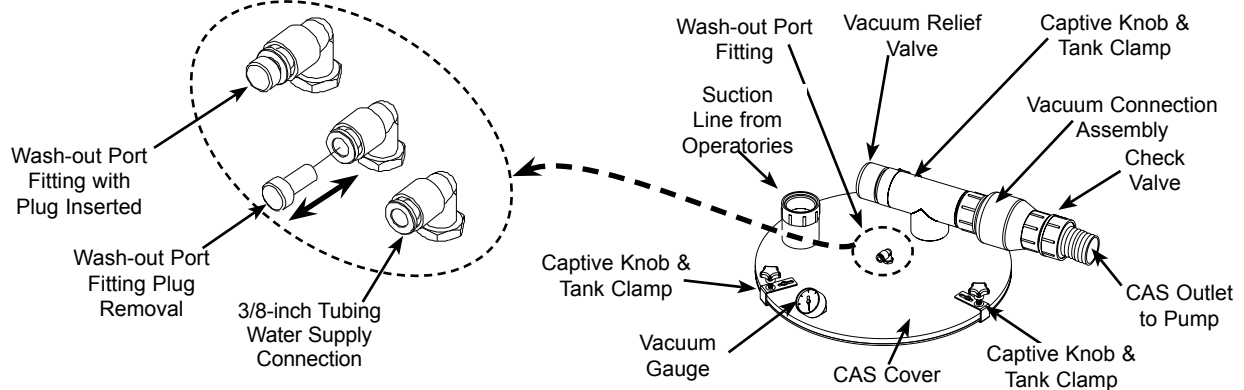 Wash-out Port
Fitting with
Plug Inserted
Wash-out Port
Fitting Plug
Removal
3/8-inch Tubing
Water Supply
Connection
Wash-out Port
Fitting
Suction
Line from
Operatories
Vacuum Relief
Valve
Captive Knob &
Tank Clamp
Vacuum Connection
Assembly
Check
Valve
Captive Knob &
Tank Clamp
Vacuum
Gauge
CAS Cover
Captive Knob &
Tank Clamp
CAS Outlet
to Pump